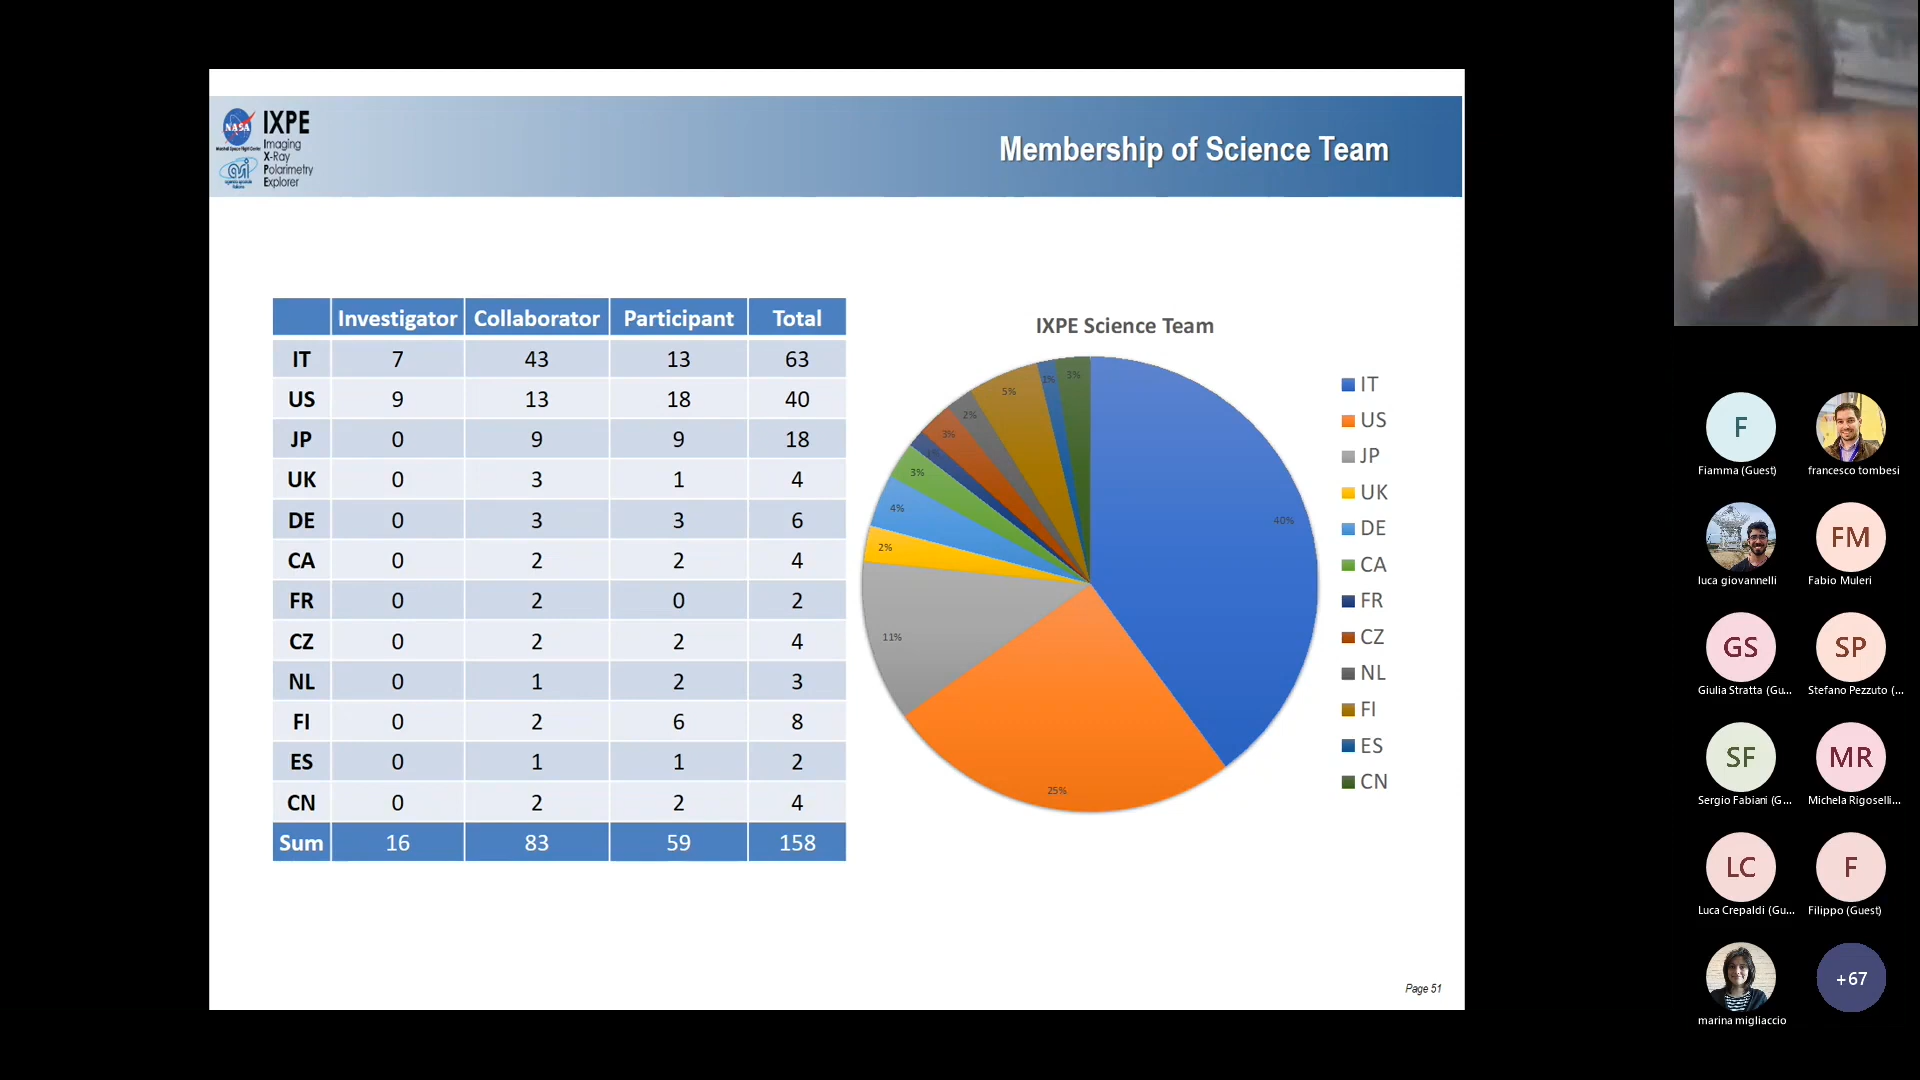 NASA
IXPE
Imaging
X-Ray
Polarimetry
Explorer
asi
Membership of Science Team
Investigator Collaborator Participant Total
IT 7 43 13 63
US 9 13 18 40
JP 0 9 9 18
UK 0 3 1 4
DE 0 3 3 6
CA 0 2 2 4
FR 0 2 0 2
CZ 0 2 2 4
NL 0 1 2 3
FI 0 2 6 8
ES 0 1 1 2
CN 0 2 2 4
Sum 16 83 59 158
IXPE Science Team
40%
25%
11%
2%
4%
3%
1%
3%
2%
5%
1%
3%
IT
US
JP
UK
DE
CA
FR
CZ
NL
FI
ES
CN
Page 51
F
Fiamma (Guest)
francesco tombesi
luca giovannelli
FM
Fabio Muleri
GS
Giulia Stratta (Gu...
SP
Stefano Pezzuto (...
SF
Sergio Fabiani (G...
MR
Michela Rigoselli...
LC
Luca Crepaldi (Gu...
F
Filippo (Guest)
marina migliaccio
+67